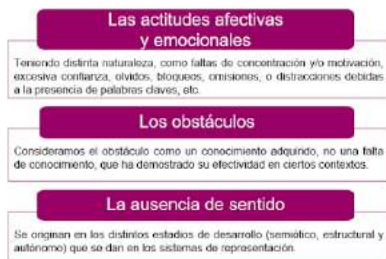 Las actitudes afectivas
y emocionales
Teniendo distinta naturaleza, como faltas de concentración y/o motivación,
excesiva confianza, olvidos, bloqueos, omisiones, o distracciones debidas
a la presencia de palabras claves, etc.
Los obstáculos
Consideramos el obstáculo como un conocimiento adquirido, no una falta
de conocimiento, que ha demostrado su efectividad en ciertos contextos.
La ausencia de sentido
Se originan en los distintos estadios de desarrollo (semiótico, estructural y
autónomo) que se dan en los sistemas de representación.